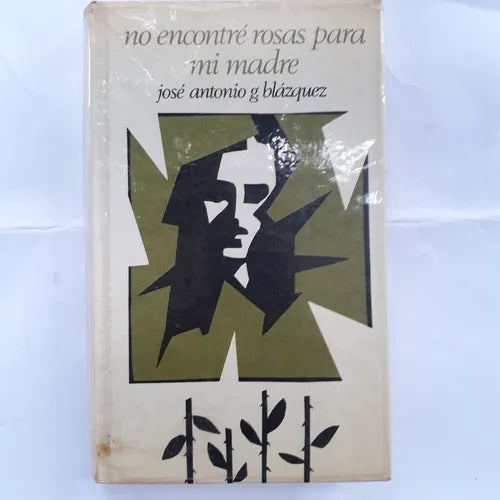 no encontré rosas para
mi madre
josé antonio g blázquez